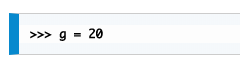 >>> g = 20